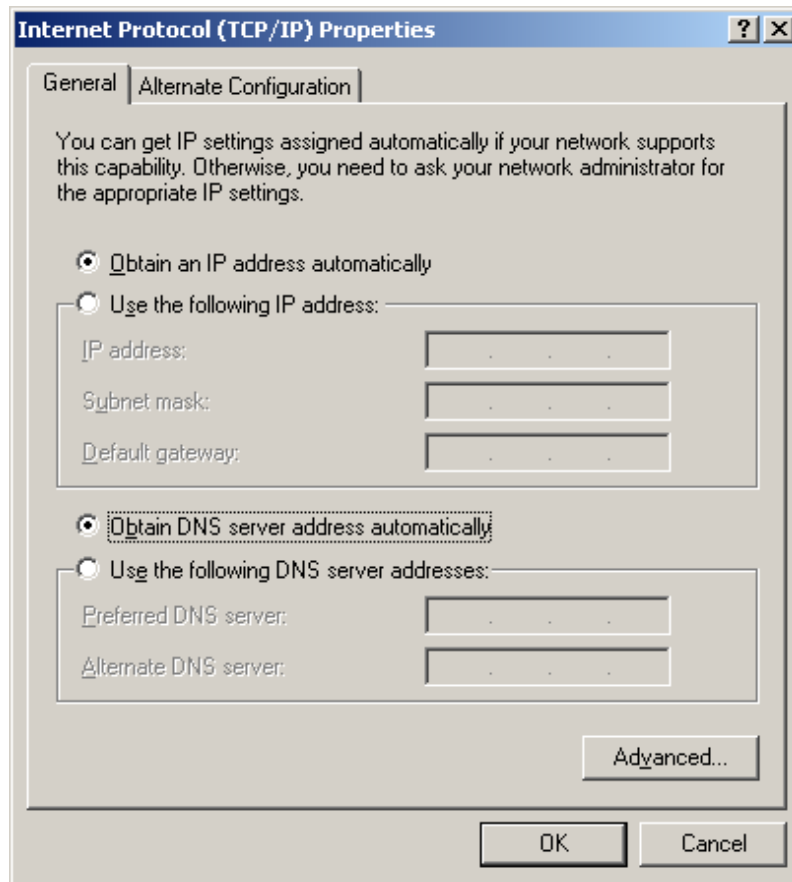 Internet Protocol (TCP/IP) Properties
General
Alternate Configuration
You can get IP settings assigned automatically if your network supports
this capability. Otherwise, you need to ask your network administrator for
the appropriate IP settings.
Obtain an IP address automatically
Use the following IP address:
IP address:
Subnet mask:
Default gateway:
Obtain DNS server address automatically
Use the following DNS server addresses:
Preferred DNS server:
Alternate DNS server:
Advanced...
OK
Cancel